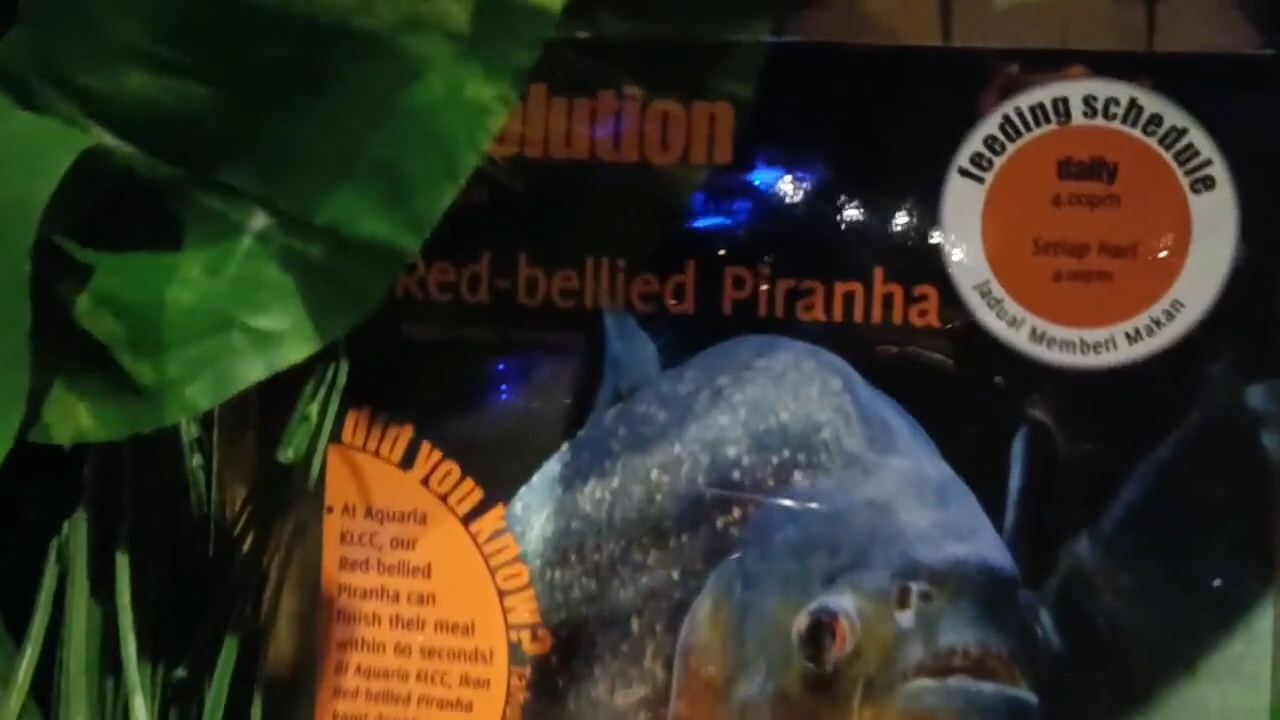 olution
feeding schedule
daily
4.00pm
Setiap Hari
4.00pm
Jadual Memberi Makan
Red-bellied Piranha
did you know?
• At Aquaria
KLCC, our
Red-bellied
Piranha can
finish their meal
within 60 seconds!
Di Aquaria KLCC, Ikan
Red-bellied Piranha
kami